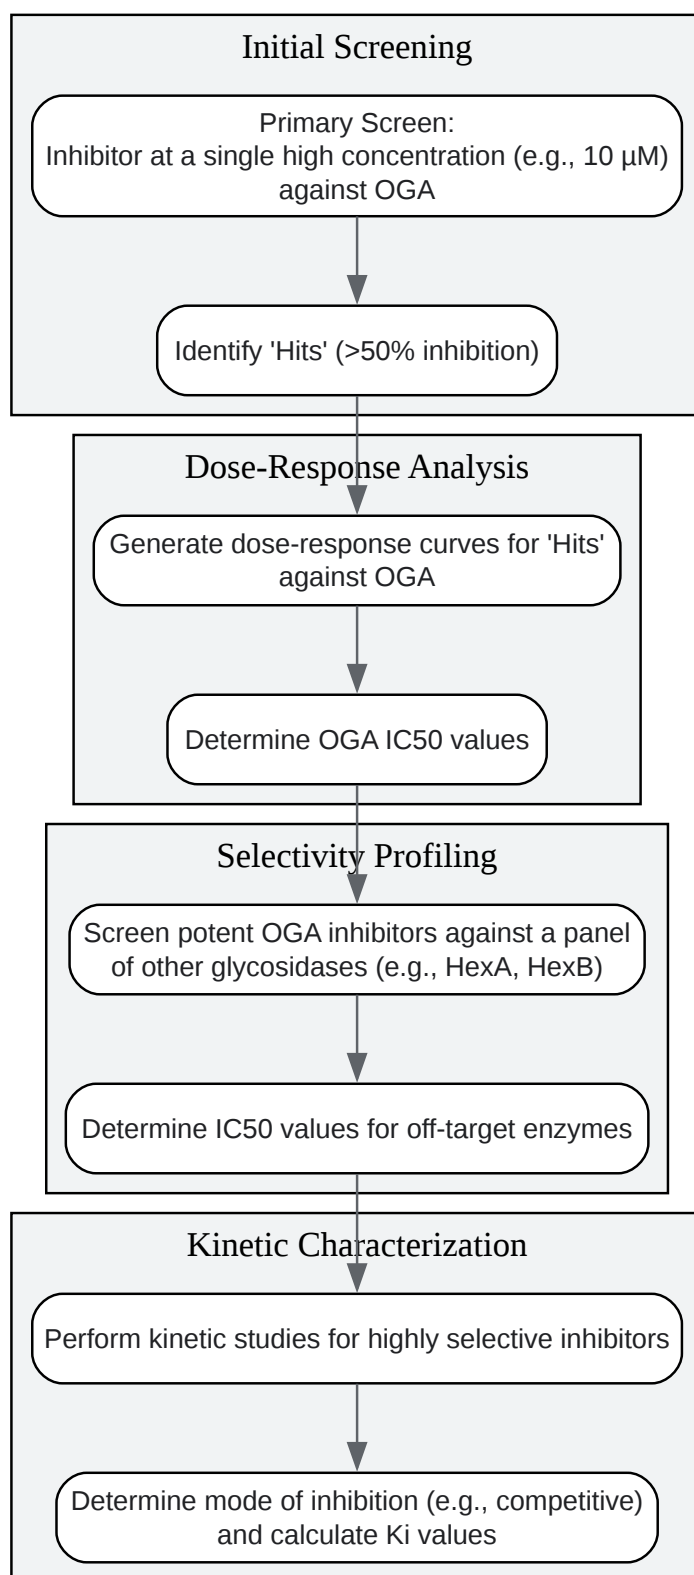 Initial Screening
Primary Screen:
Inhibitor at a single high concentration (e.g., 10 µM)
against OGA
Identify 'Hits' (>50% inhibition)
Dose-Response Analysis
Generate dose-response curves for 'Hits'
against OGA
Determine OGA IC50 values
Selectivity Profiling
Screen potent OGA inhibitors against a panel
of other glycosidases (e.g., HexA, HexB)
Determine IC50 values for off-target enzymes
Kinetic Characterization
Perform kinetic studies for highly selective inhibitors
Determine mode of inhibition (e.g., competitive)
and calculate Ki values